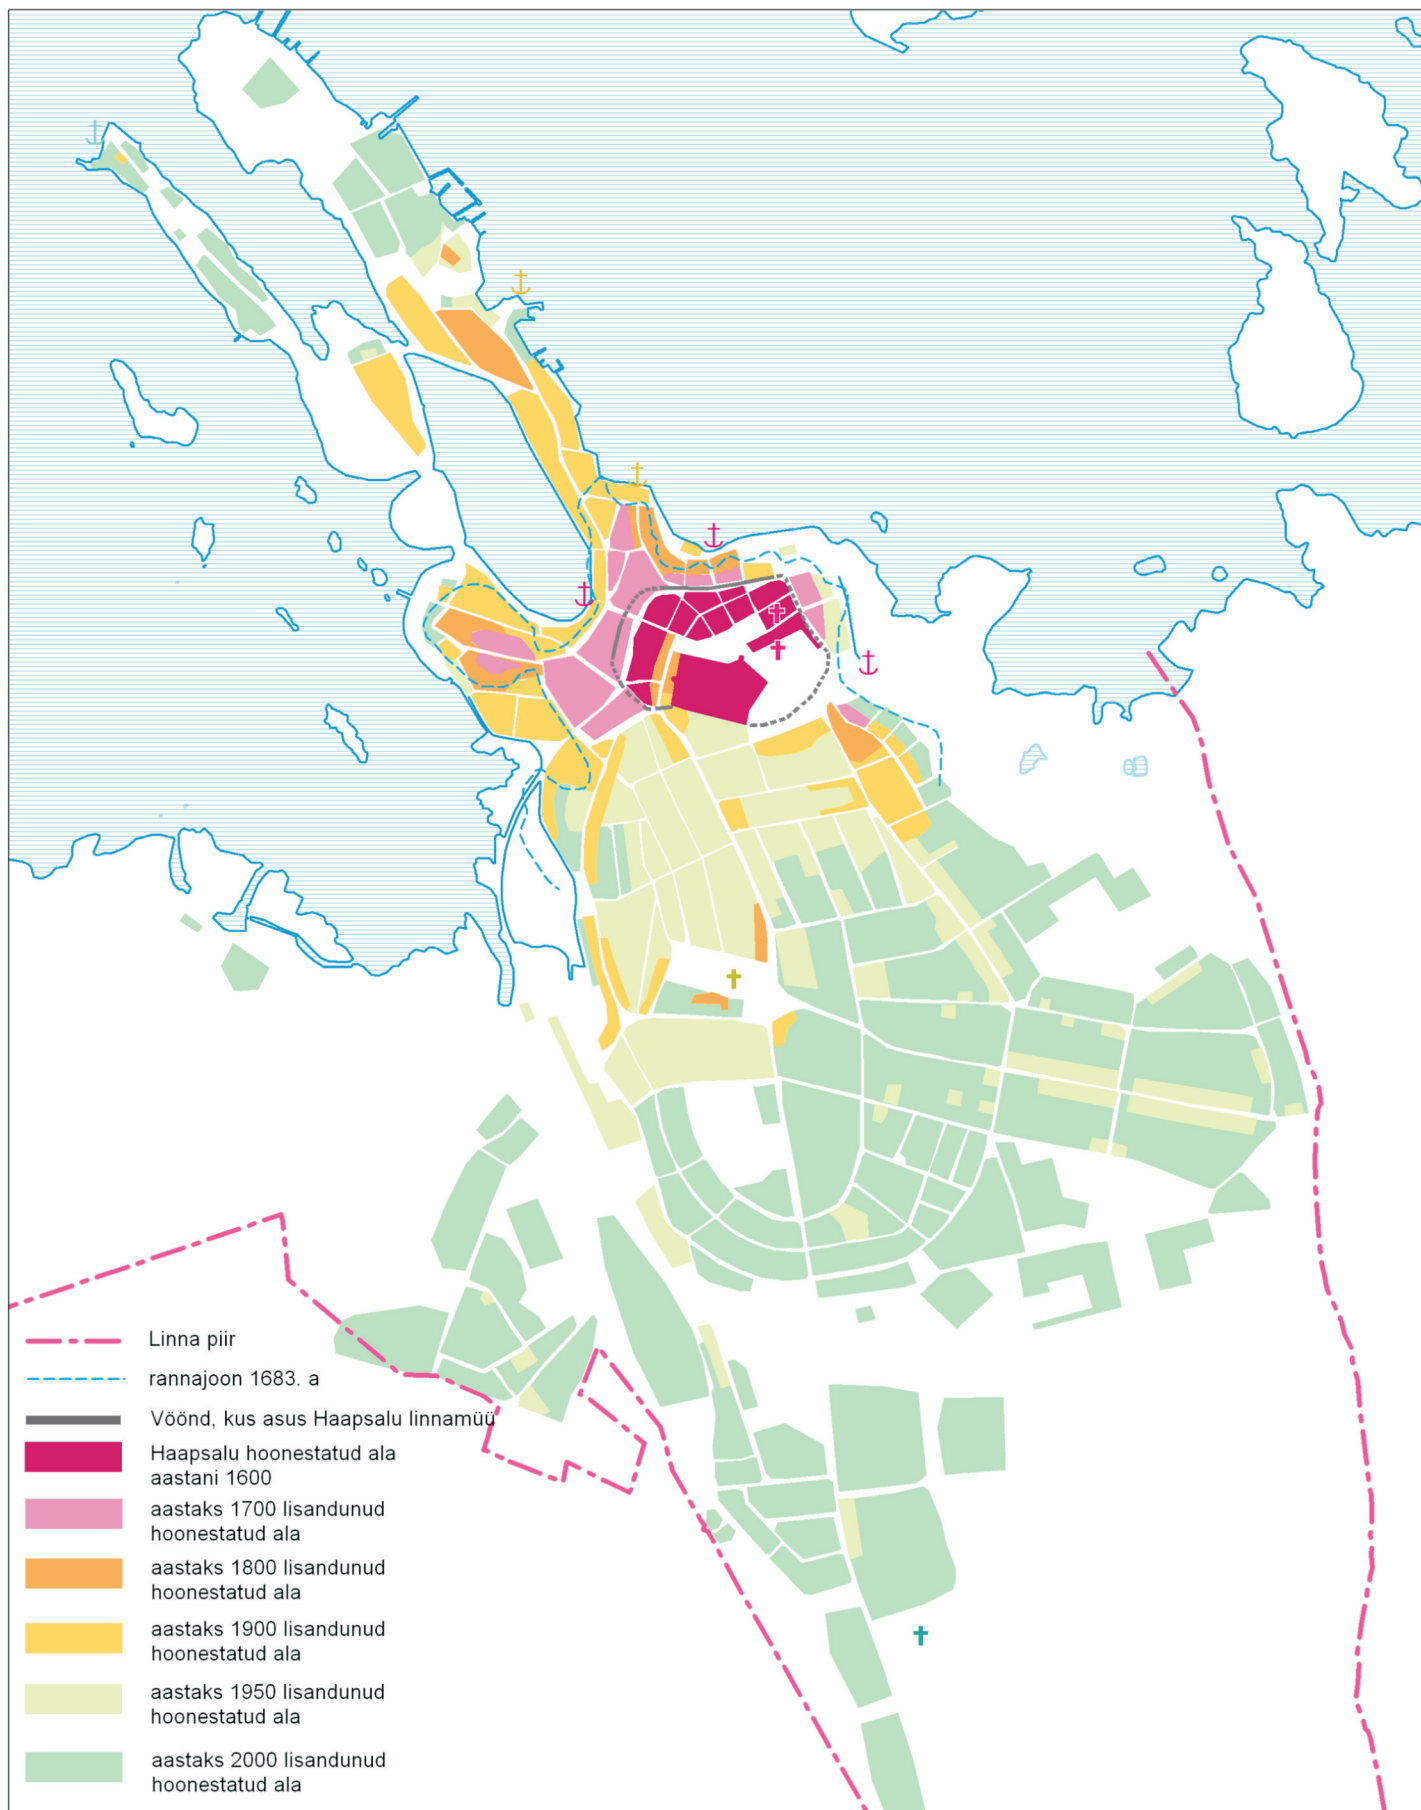 Linna piir
rannajoon 1683. a
Vöönd, kus asus Haapsalu linnamüü
Haapsalu hoonestatud ala
aastani 1600
aastaks 1700 lisandunud
hoonestatud ala
aastaks 1800 lisandunud
hoonestatud ala
aastaks 1900 lisandunud
hoonestatud ala
aastaks 1950 lisandunud
hoonestatud ala
aastaks 2000 lisandunud
hoonestatud ala